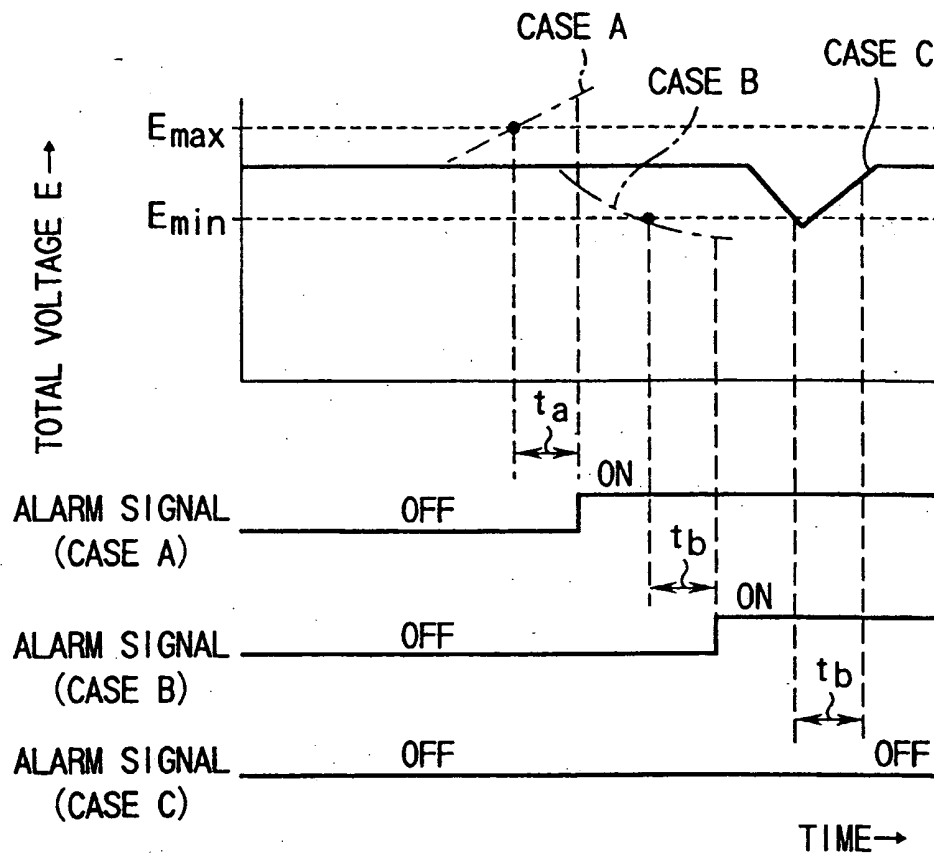 CASE A
CASE B
CASE C
Emax
Emin
TOTAL VOLTAGE E→
ta
ON
ALARM SIGNAL
(CASE A)
OFF
tb
ON
ALARM SIGNAL
(CASE B)
OFF
tb
ALARM SIGNAL
(CASE C)
OFF
OFF
TIME→